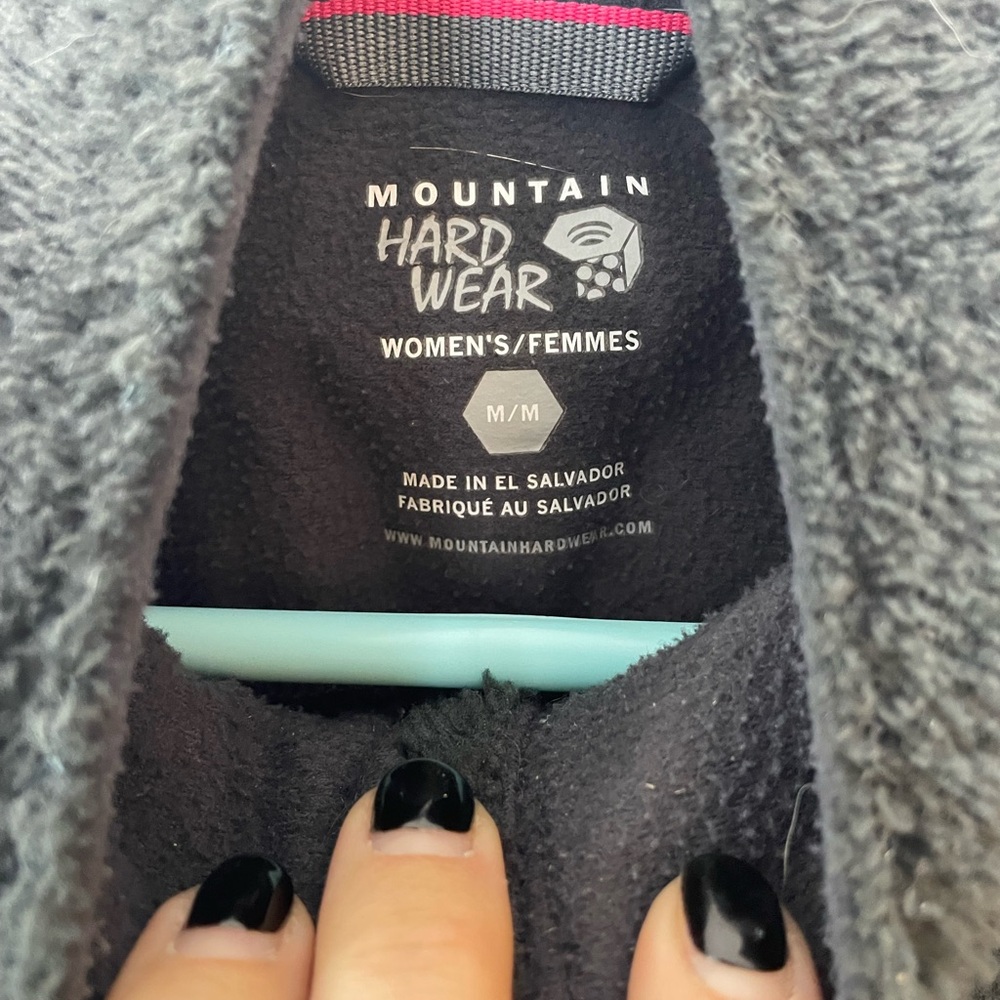 MOUNTAIN
HARD
WEAR
WOMEN'S/FEMMES
M/M
MADE IN EL SALVADOR
FABRIQUÉ AU SALVADOR
WWW.MOUNTAINHARDWEAR.COM